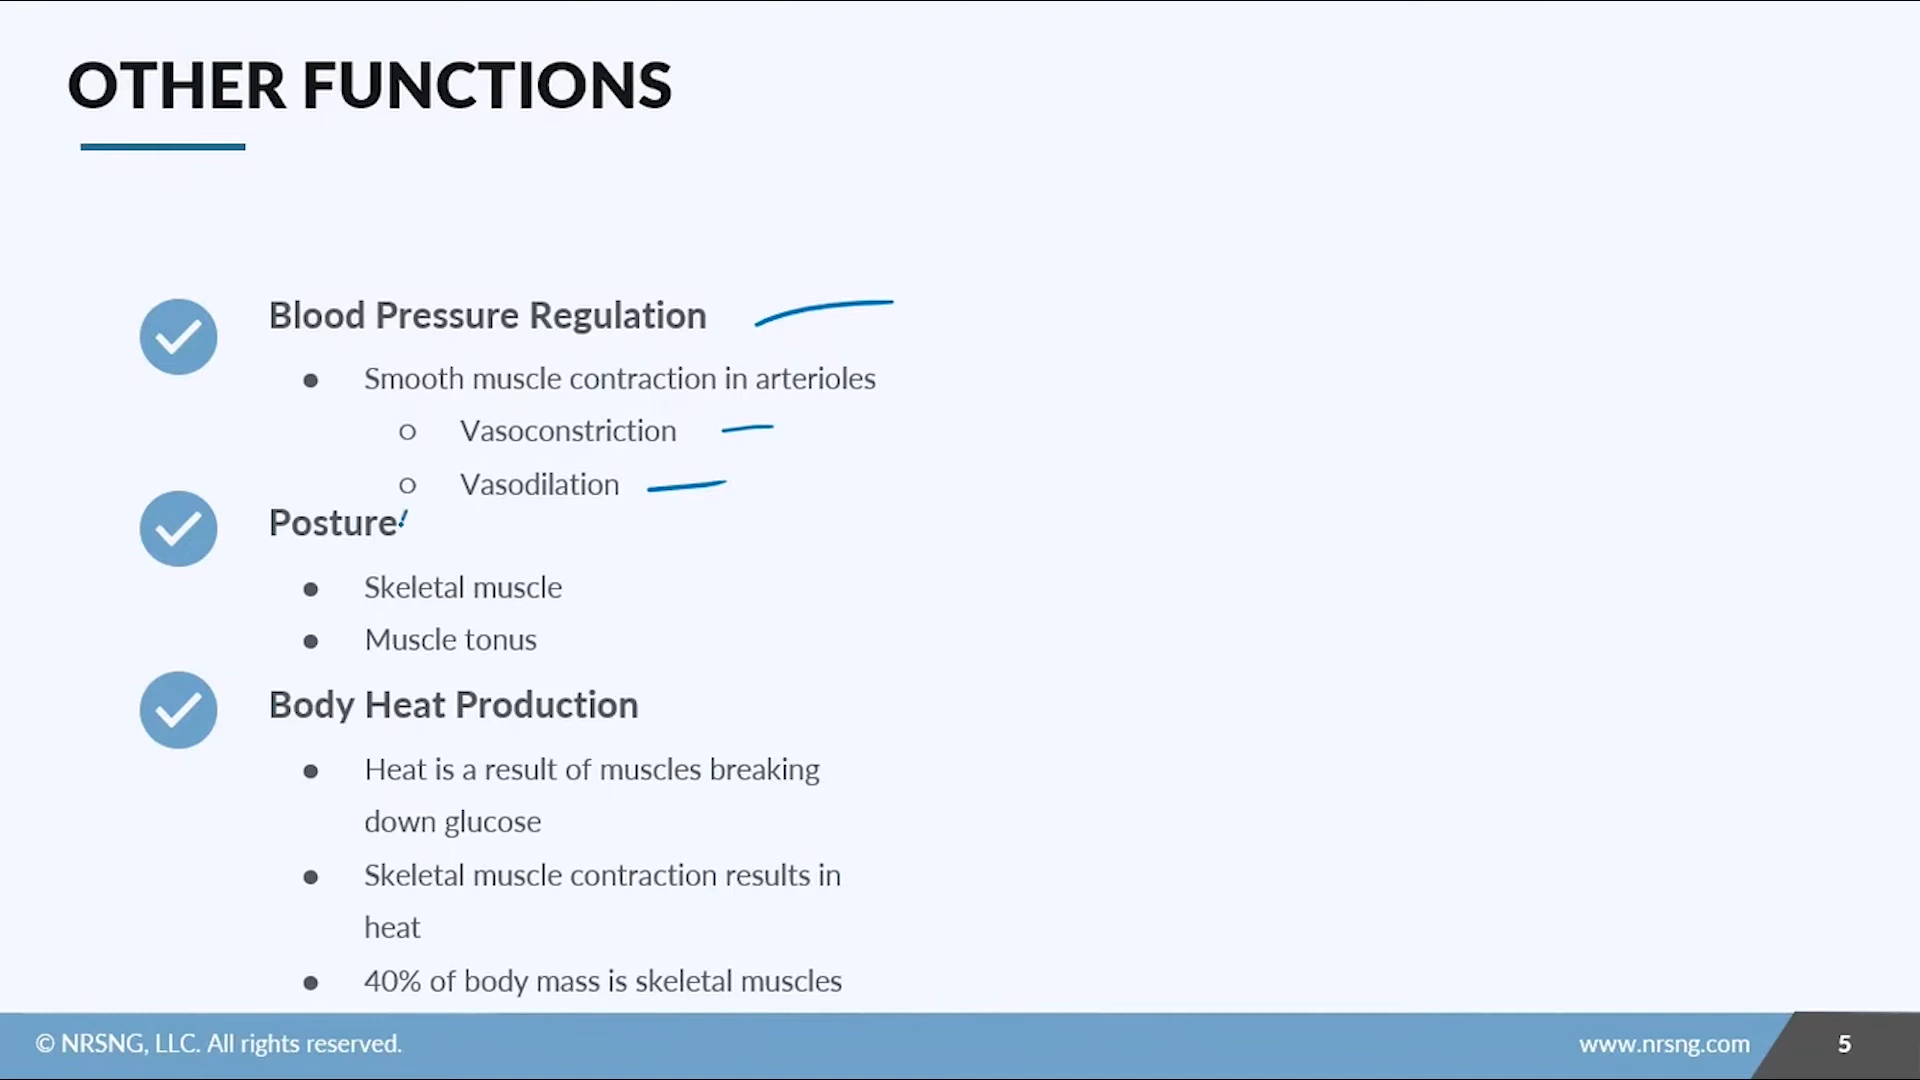 OTHER FUNCTIONS
Blood Pressure Regulation
● Smooth muscle contraction in arterioles
○ Vasoconstriction
○ Vasodilation
Posture
● Skeletal muscle
● Muscle tonus
Body Heat Production
● Heat is a result of muscles breaking
down glucose
● Skeletal muscle contraction results in
heat
● 40% of body mass is skeletal muscles
© NRSNG, LLC. All rights reserved.
www.nrsng.com
5